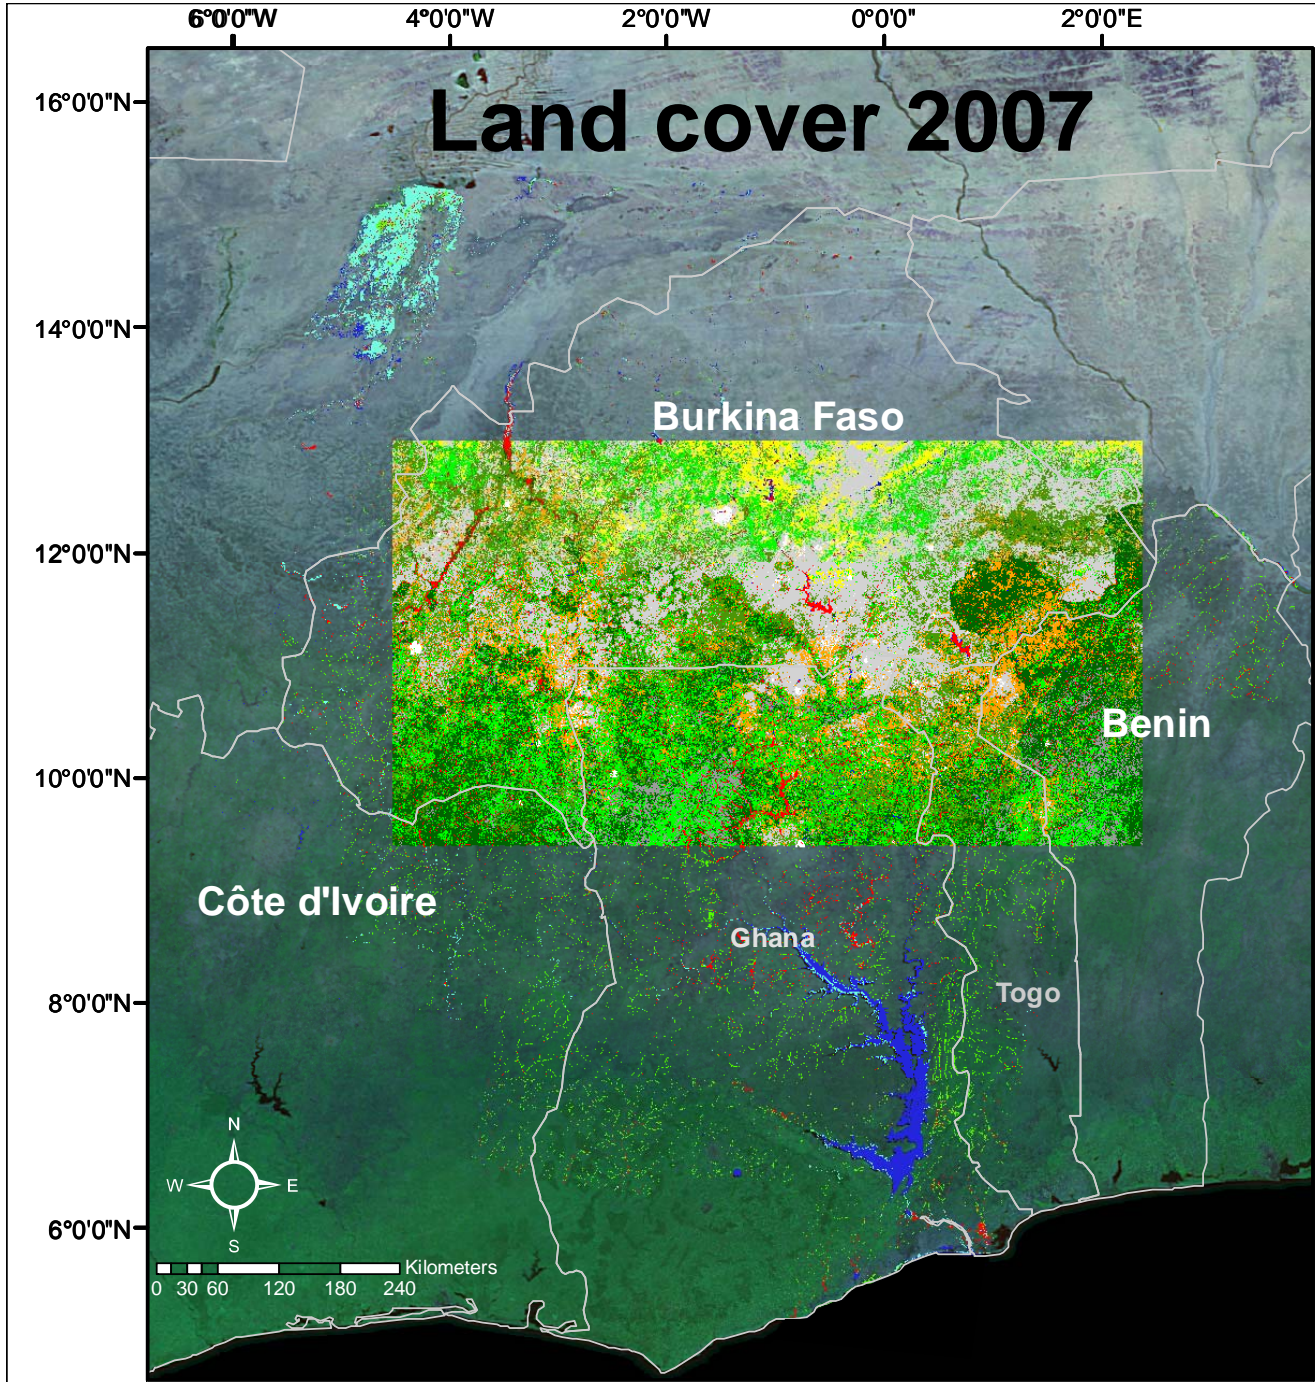 6°0'0"W 4°0'0"W 2°0'0"W 0°0'0" 2°0'0"E
16°0'0"N
Land cover 2007
14°0'0"N
Burkina Faso
12°0'0"N
Benin
10°0'0"N
Côte d'Ivoire
Ghana
8°0'0"N
Togo
N
W E
S
6°0'0"N
Kilometers
0 30 60 120 180 240